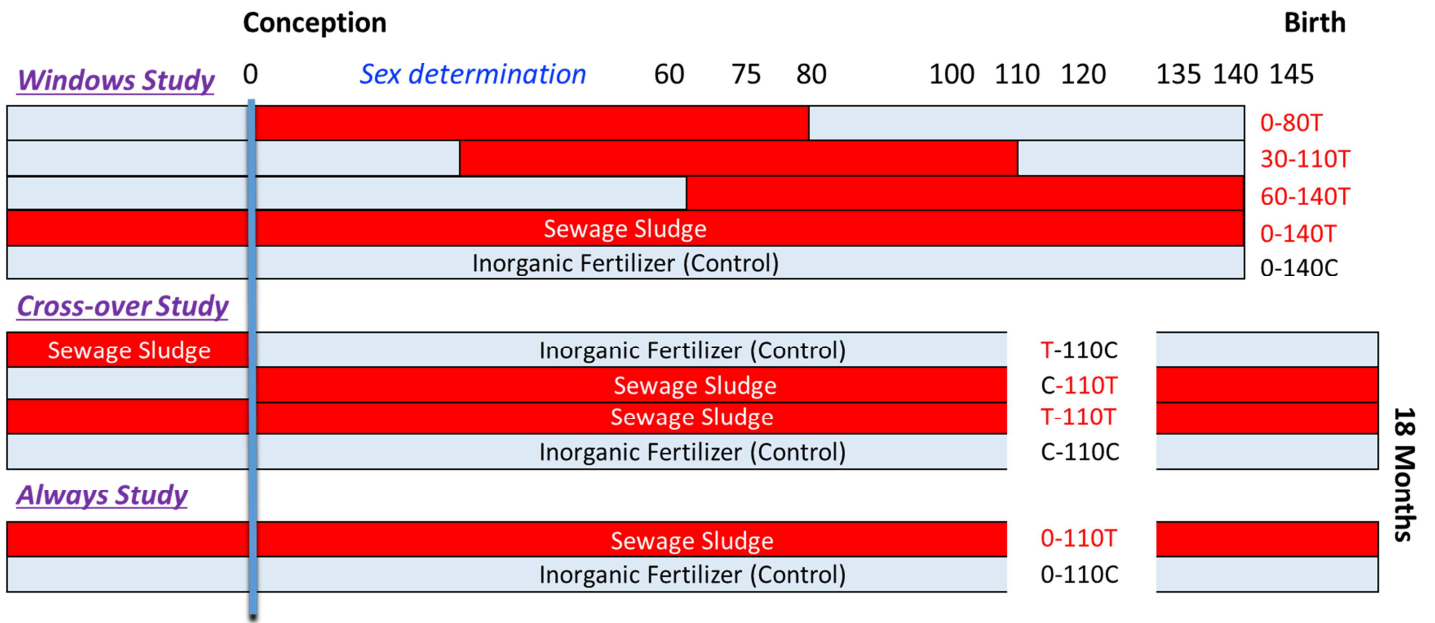 Conception Birth
Windows Study 0 Sex determination 60 75 80 100 110 120 135 140 145
0-80T
30-110T
60-140T
Sewage Sludge 0-140T
Inorganic Fertilizer (Control) 0-140C
Cross-over Study
Sewage Sludge Inorganic Fertilizer (Control) T-110C
Sewage Sludge C-110T
Sewage Sludge T-110T
Inorganic Fertilizer (Control) C-110C
18 Months
Always Study
Sewage Sludge 0-110T
Inorganic Fertilizer (Control) 0-110C